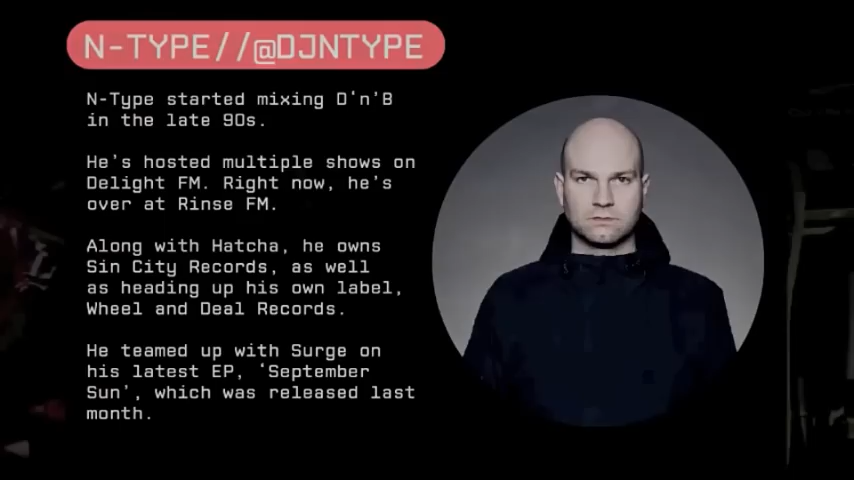 N-TYPE//@DJNTYPE
N-Type started mixing D'n'B
in the late 90s.
He's hosted multiple shows on
Delight FM. Right now, he's
over at Rinse FM.
Along with Hatcha, he owns
Sin City Records, as well
as heading up his own label,
Wheel and Deal Records.
He teamed up with Surge on
his latest EP, ‘September
Sun’, which was released last
month.